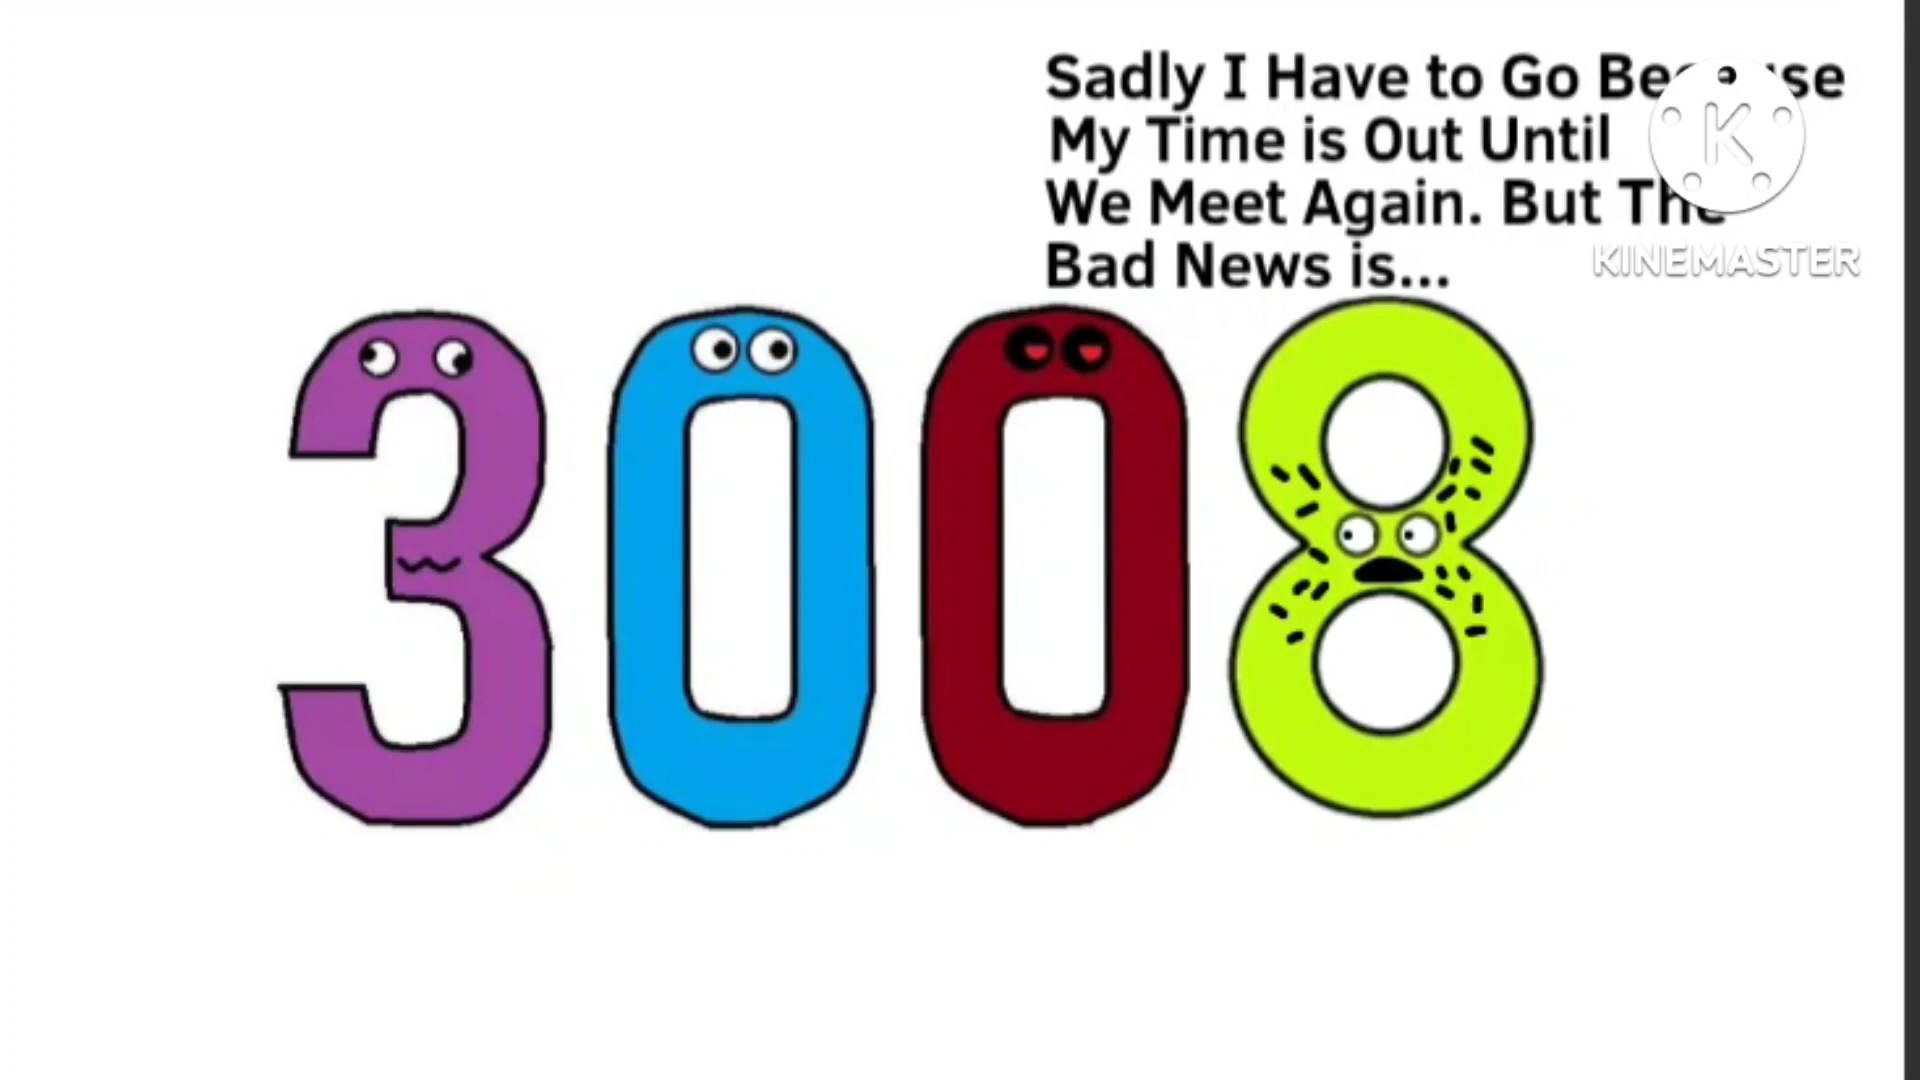 Sadly I Have to Go Because
My Time is Out Until
We Meet Again. But The
Bad News is...
K
KINEMASTER
3008